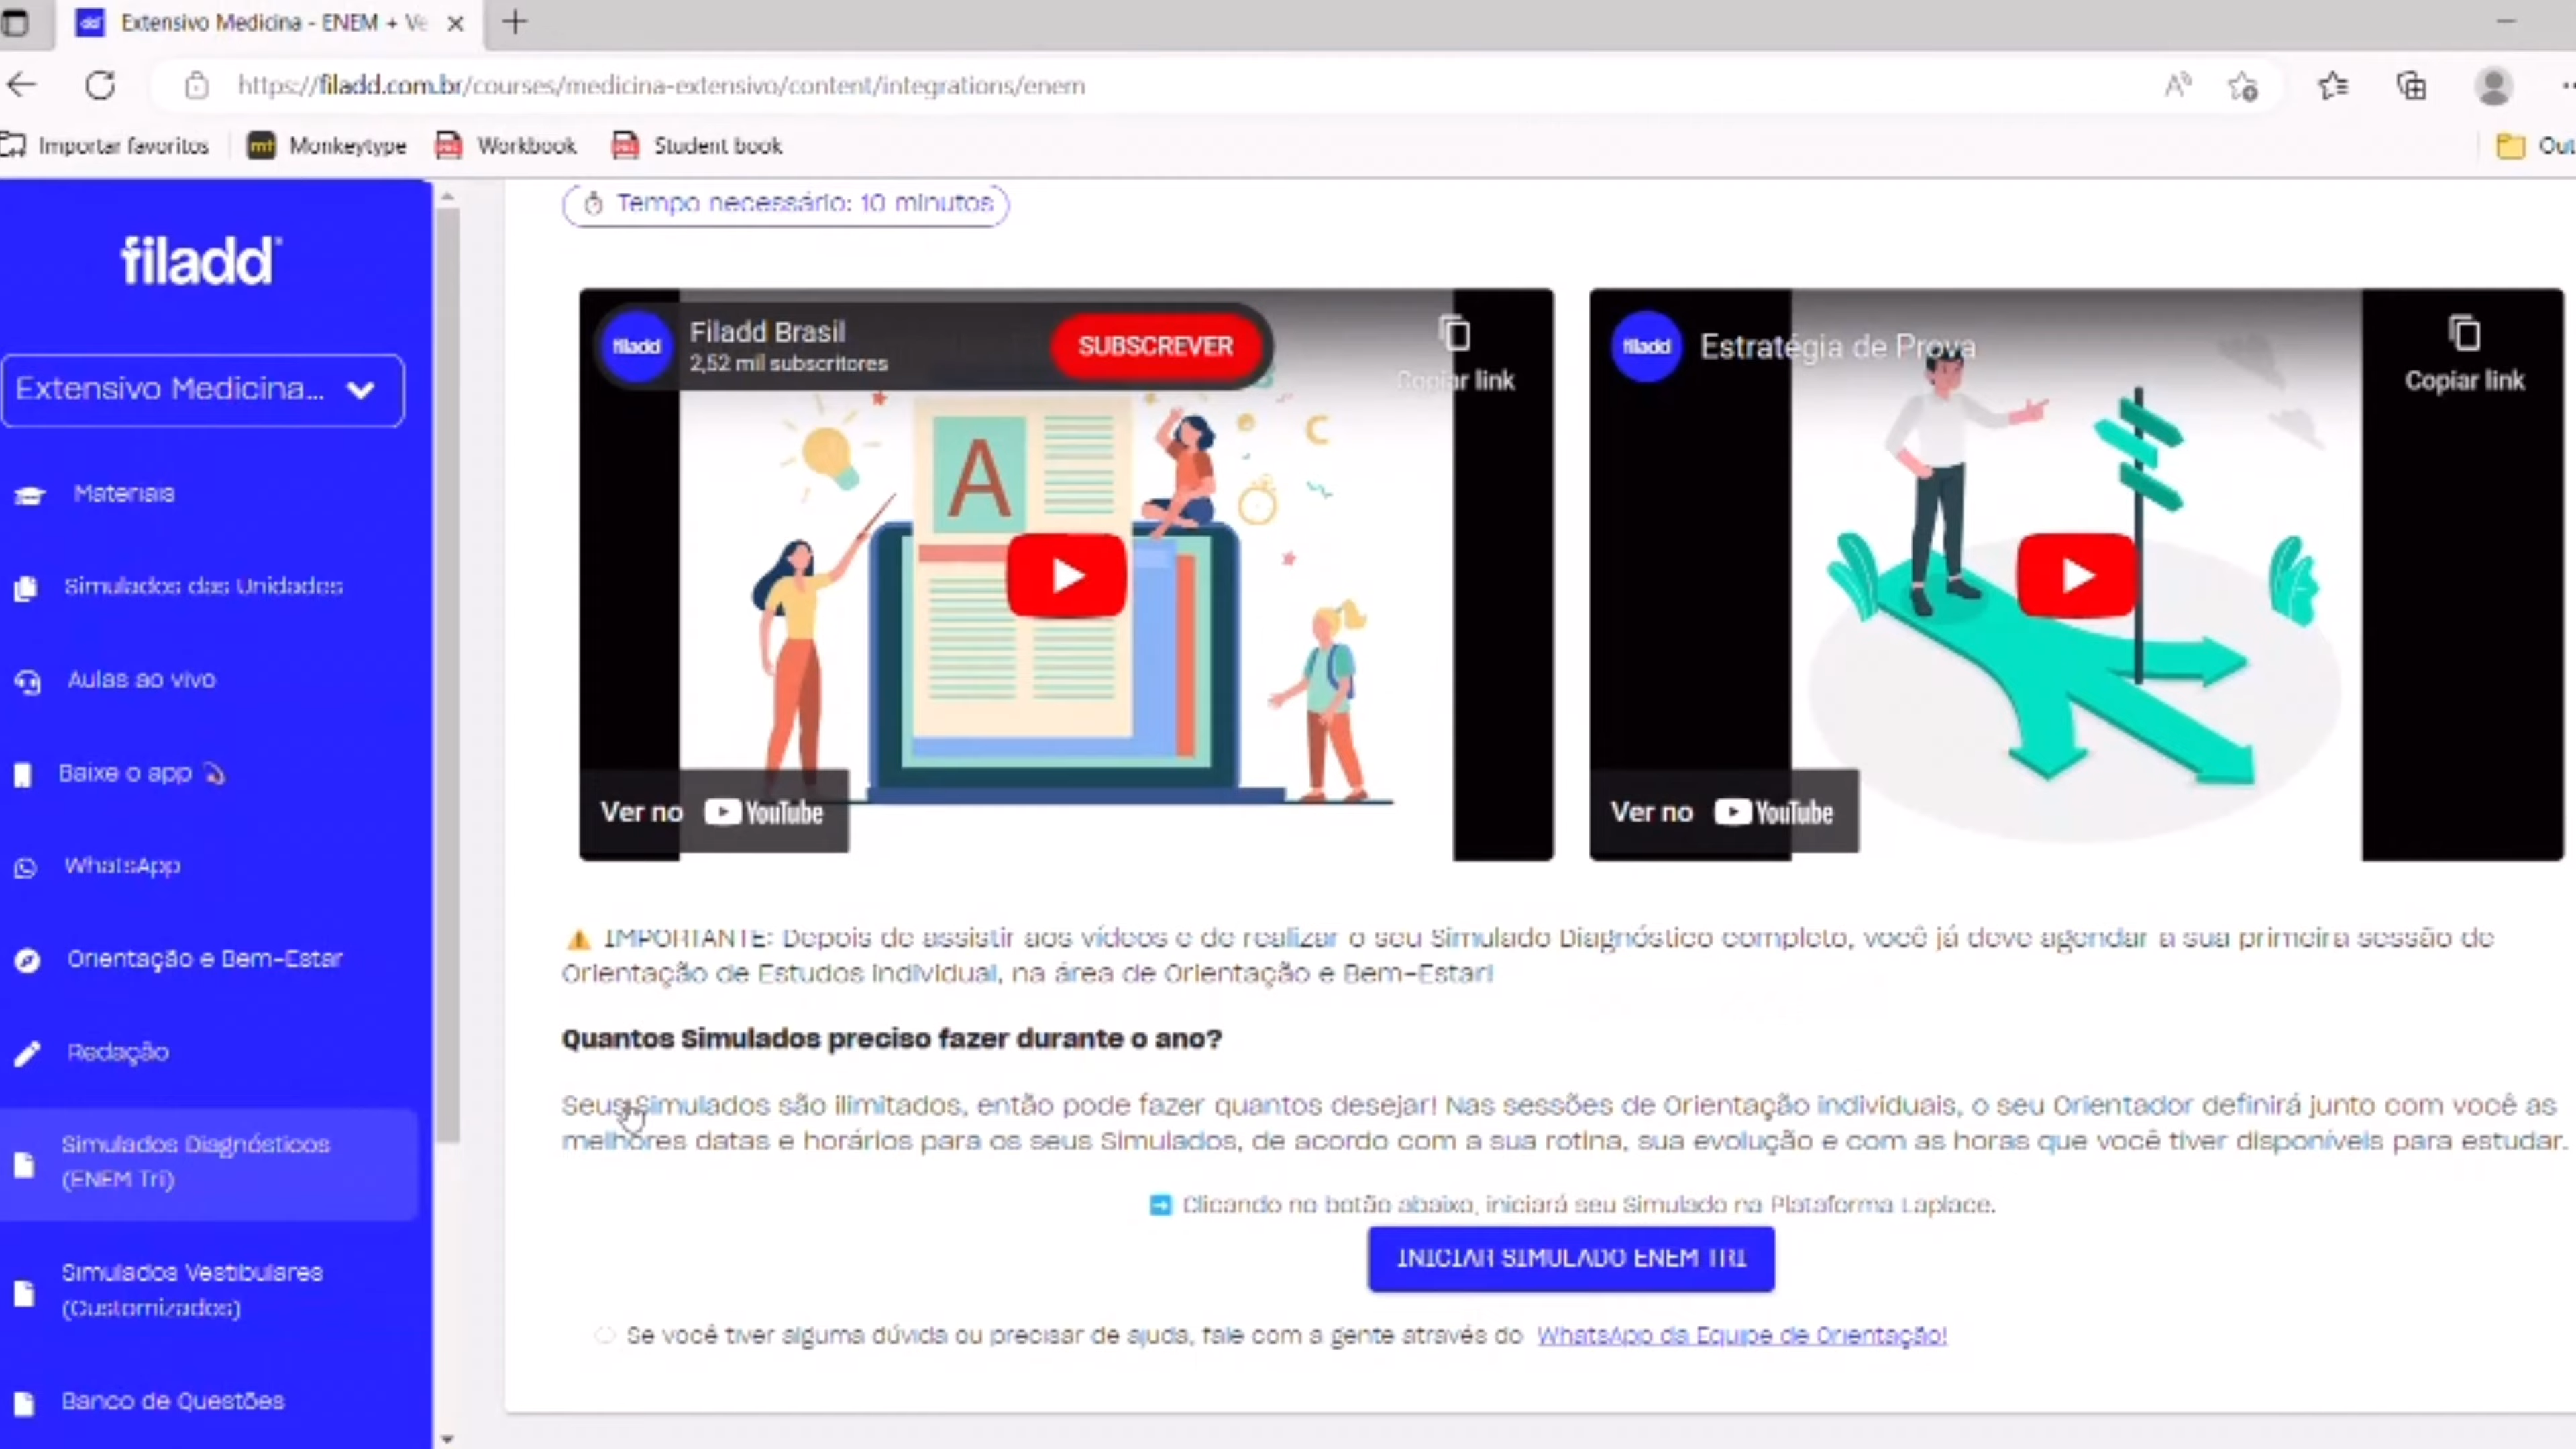 Extensivo Medicina - ENEM + Ve
https://filadd.com.br/courses/medicina-extensivo/content/integrations/enem
Importar favoritos
Monkeytype
Workbook
Student book
Out
filadd
Extensivo Medicina...
Materiais
Simulados das Unidades
Aulas ao vivo
Baixe o app
WhatsApp
Orientação e Bem-Estar
Redação
Simulados Diagnósticos
(ENEM Tri)
Simulados Vestibulares
(Customizados)
Banco de Questões
Tempo necessário: 10 minutos
filadd
Filadd Brasil
2,52 mil subscritores
SUBSCREVER
Copiar link
A
Ver no YouTube
filadd
Estratégia de Prova
Copiar link
Ver no YouTube
IMPORTANTE: Depois de assistir aos vídeos e de realizar o seu Simulado Diagnóstico completo, você já deve agendar a sua primeira sessão de
Orientação de Estudos individual, na área de Orientação e Bem-Estar!
Quantos Simulados preciso fazer durante o ano?
Seus Simulados são ilimitados, então pode fazer quantos desejar! Nas sessões de Orientação individuais, o seu Orientador definirá junto com você as
melhores datas e horários para os seus Simulados, de acordo com a sua rotina, sua evolução e com as horas que você tiver disponíveis para estudar.
Clicando no botão abaixo, iniciará seu Simulado na Plataforma Laplace.
INICIAR SIMULADO ENEM TRI
Se você tiver alguma dúvida ou precisar de ajuda, fale com a gente através do WhatsApp da Equipe de Orientação!